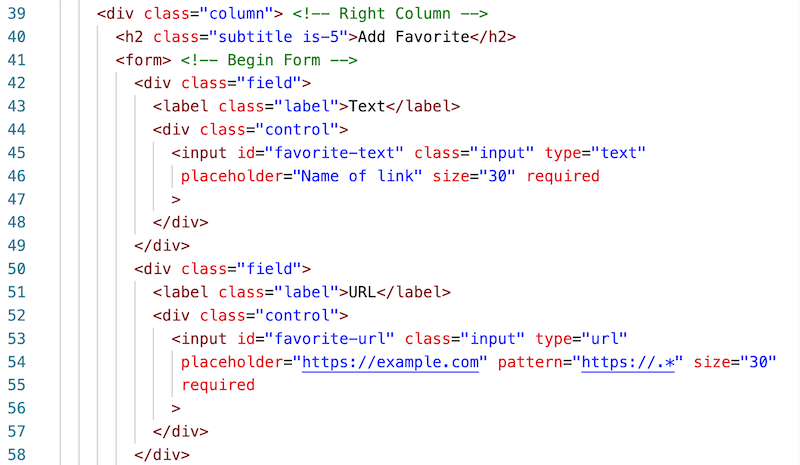 39 <div class="column"> <!-- Right Column -->
40 <h2 class="subtitle is-5">Add Favorite</h2>
41 <form> <!-- Begin Form -->
42 <div class="field">
43 <label class="label">Text</label>
44 <div class="control">
45 <input id="favorite-text" class="input" type="text"
46 placeholder="Name of link" size="30" required
47 >
48 </div>
49 </div>
50 <div class="field">
51 <label class="label">URL</label>
52 <div class="control">
53 <input id="favorite-url" class="input" type="url"
54 placeholder="https://example.com" pattern="https://.*" size="30"
55 required
56 >
57 </div>
58 </div>